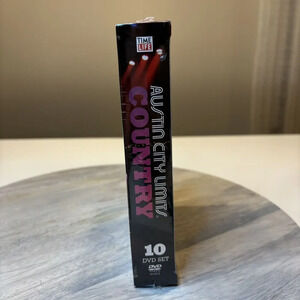 TIME
LIFE
AUSTIN CITY LIMITS
COUNTRY
10
DVD SET
DVD